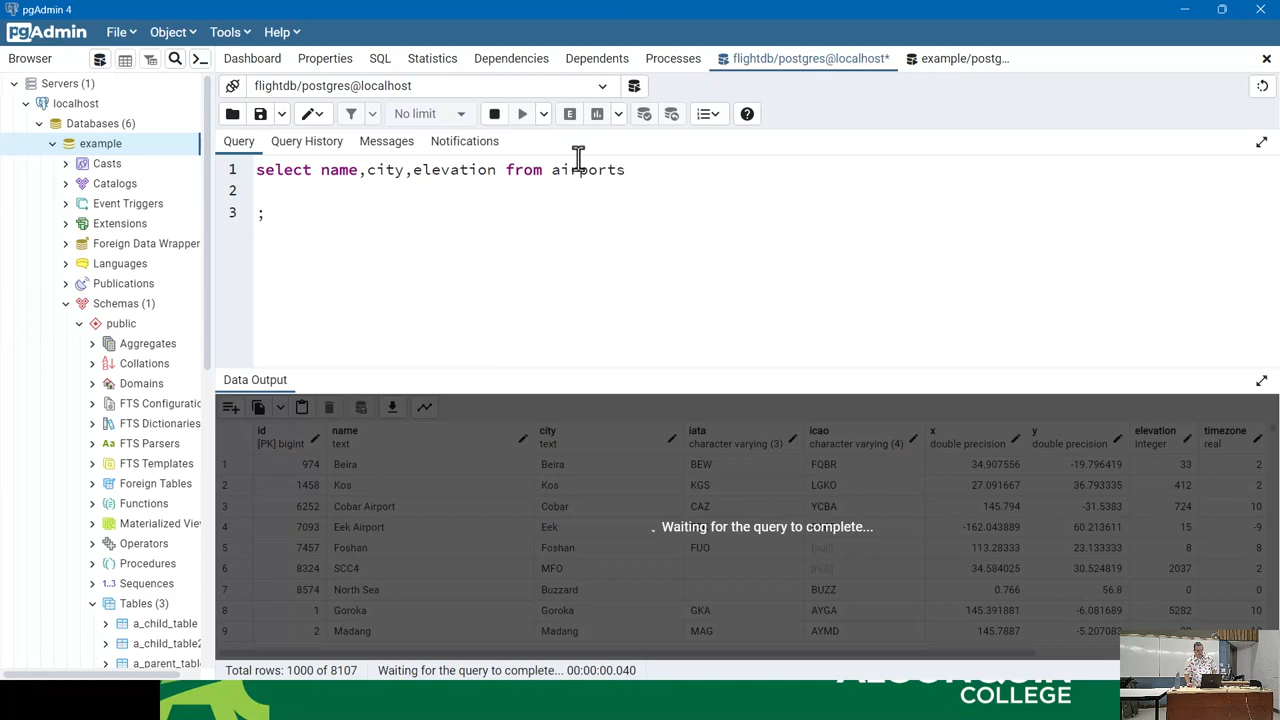 pgAdmin 4
pgAdmin File Object Tools Help
Browser
Dashboard Properties SQL Statistics Dependencies Dependents Processes flightdb/postgres@localhost* example/postg...
Servers (1)
localhost
Databases (6)
example
Casts
Catalogs
Event Triggers
Extensions
Foreign Data Wrapper
Languages
Publications
Schemas (1)
public
Aggregates
Collations
Domains
FTS Configuratio
FTS Dictionaries
Aa FTS Parsers
FTS Templates
Foreign Tables
Functions
Materialized View
Operators
Procedures
1..3 Sequences
Tables (3)
a_child_table
a_child_table2
a_parent_table
flightdb/postgres@localhost
No limit
Query Query History Messages Notifications
1 select name,city,elevation from airports
2
3 ;
Data Output
id name city iata icao x y elevation timezone
[PK] bigint text text character varying (3) character varying (4) double precision double precision integer real
1 974 Beira Beira BEW FQBR 34.907556 -19.796419 33 2
2 1458 Kos Kos KGS LGKO 27.091667 36.793335 412 2
3 6252 Cobar Airport Cobar CAZ YCBA 145.794 -31.5383 724 10
4 7093 Eek Airport Eek -162.043889 60.213611 15 -9
5 7457 Foshan Foshan FUO [null] 113.28333 23.133333 8 8
6 8324 SCC4 MFO [null] 34.584025 30.524819 2037 2
7 8574 North Sea Buzzard BUZZ 0.766 56.8 0 0
8 1 Goroka Goroka GKA AYGA 145.391881 -6.081689 5282 10
9 2 Madang Madang MAG AYMD 145.7887 -5.207083
Waiting for the query to complete...
Total rows: 1000 of 8107 Waiting for the query to complete... 00:00:00.040
ALGONQUIN
COLLEGE